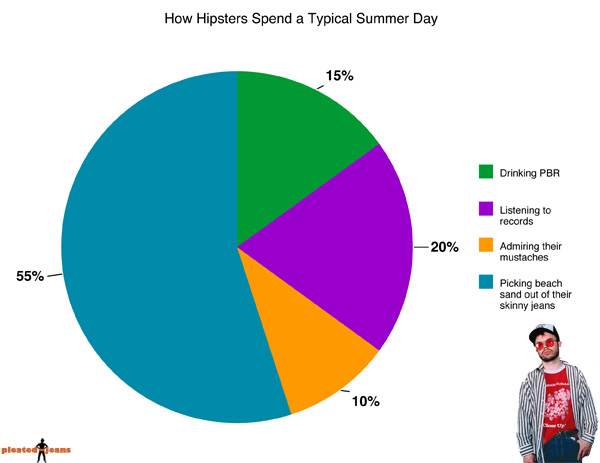 How Hipsters Spend a Typical Summer Day
15%
20%
10%
55%
Drinking PBR
Listening to
records
Admiring their
mustaches
Picking beach
sand out of their
skinny jeans
pleated jeans